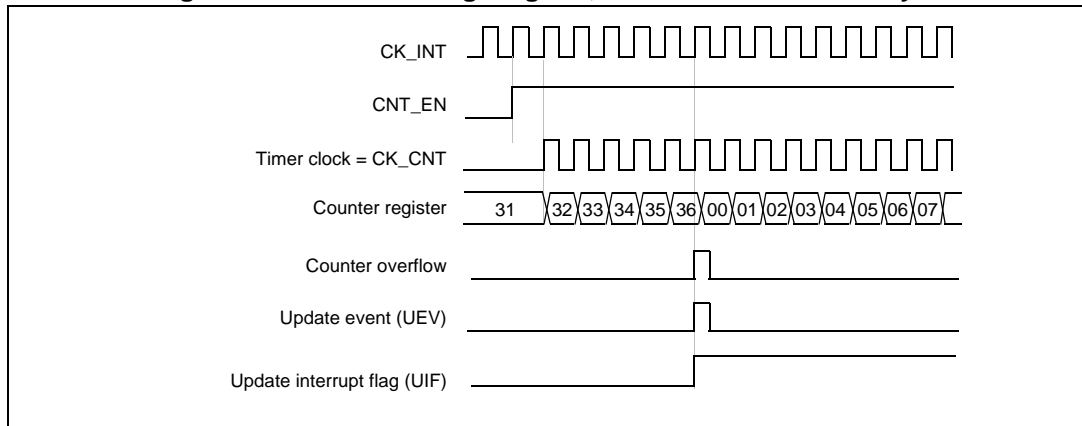 CK_INT
CNT_EN
Timer clock = CK_CNT
Counter register 31 32 33 34 35 36 00 01 02 03 04 05 06 07
Counter overflow
Update event (UEV)
Update interrupt flag (UIF)